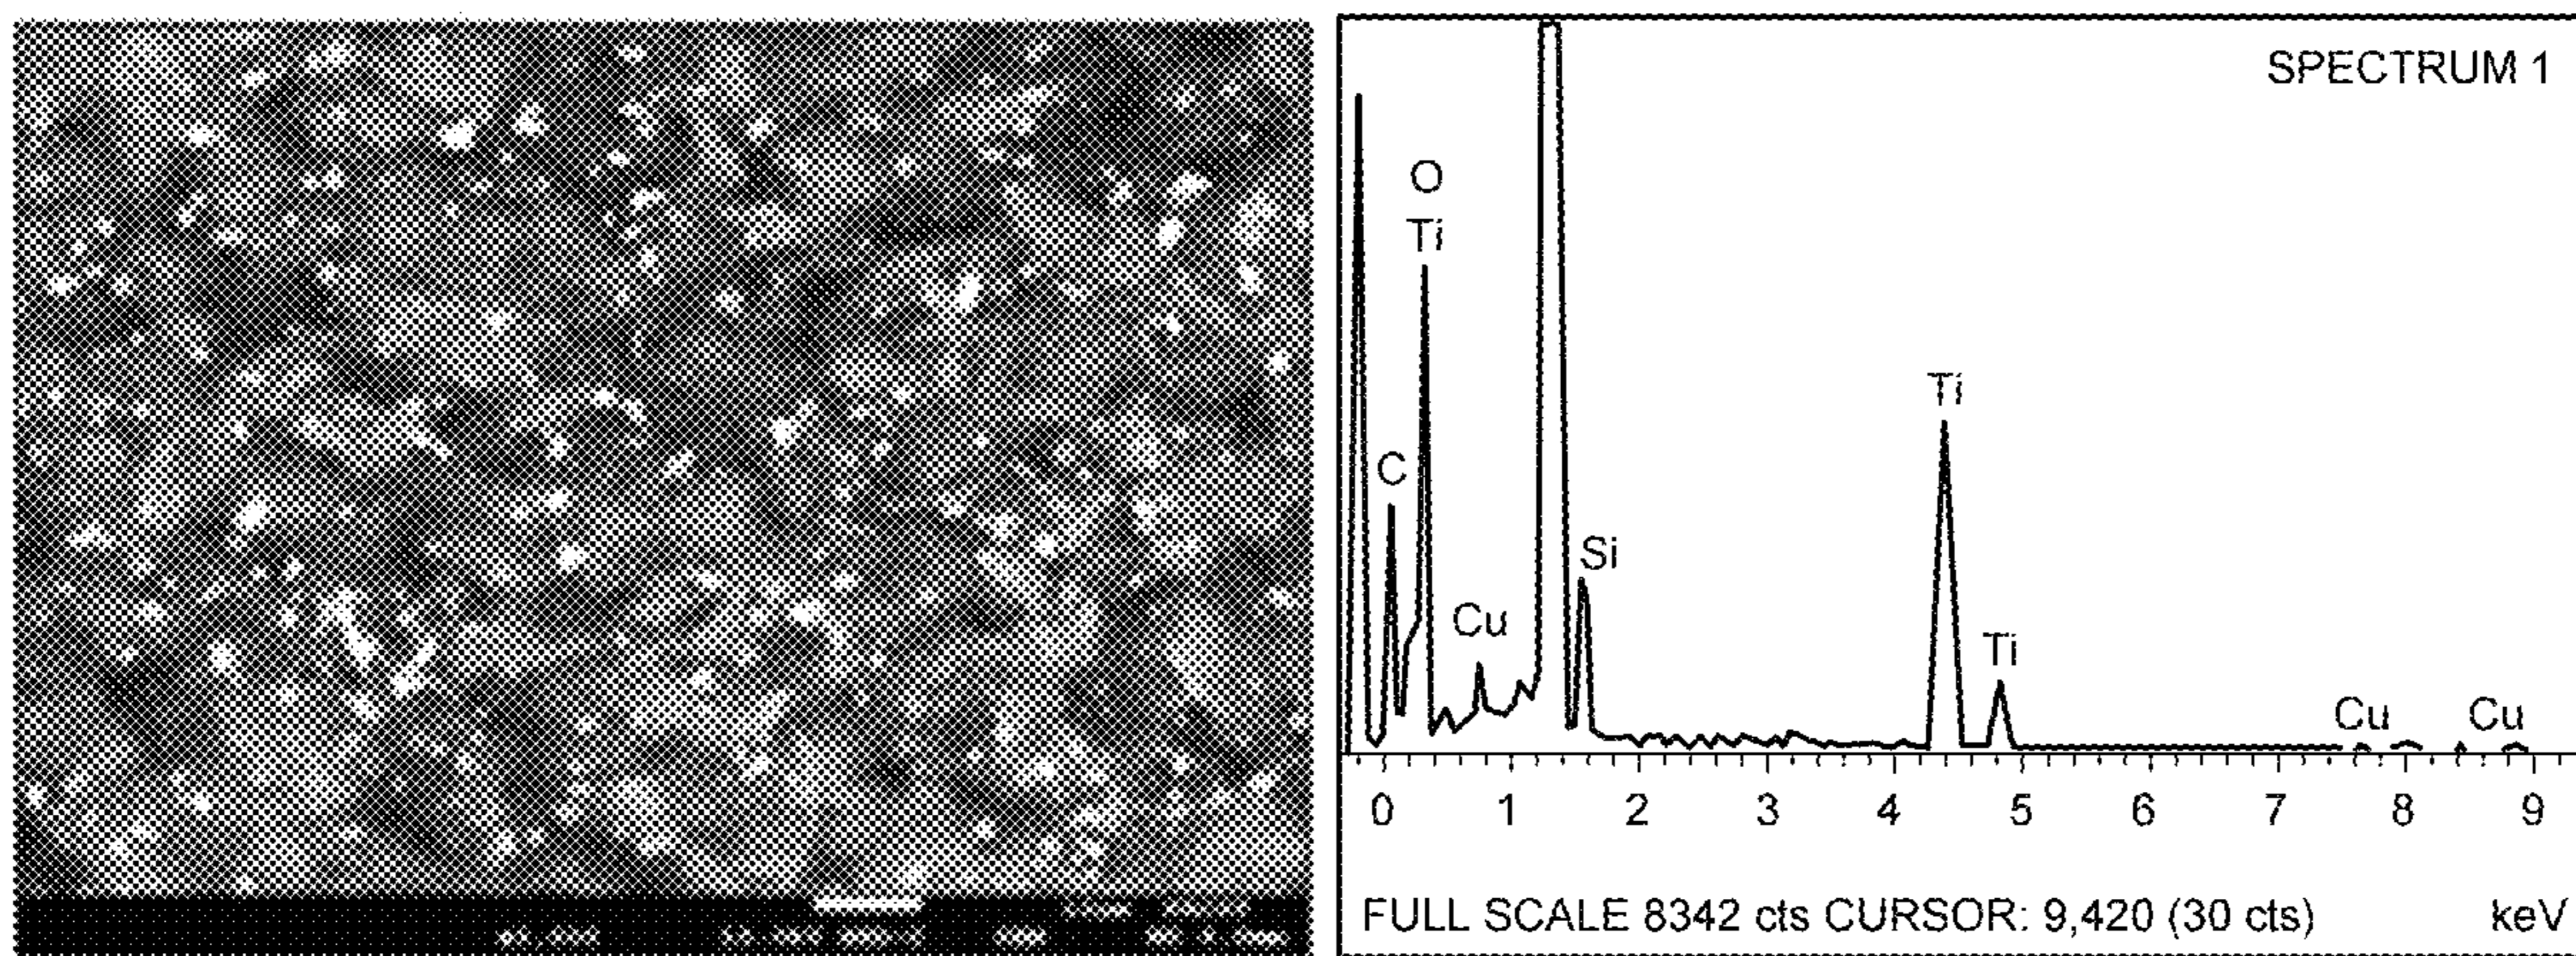 SPECTRUM 1
O
Ti
Ti
C
Si
Cu
Ti
Cu
Cu
0 1 2 3 4 5 6 7 8 9
FULL SCALE 8342 cts CURSOR: 9,420 (30 cts) keV